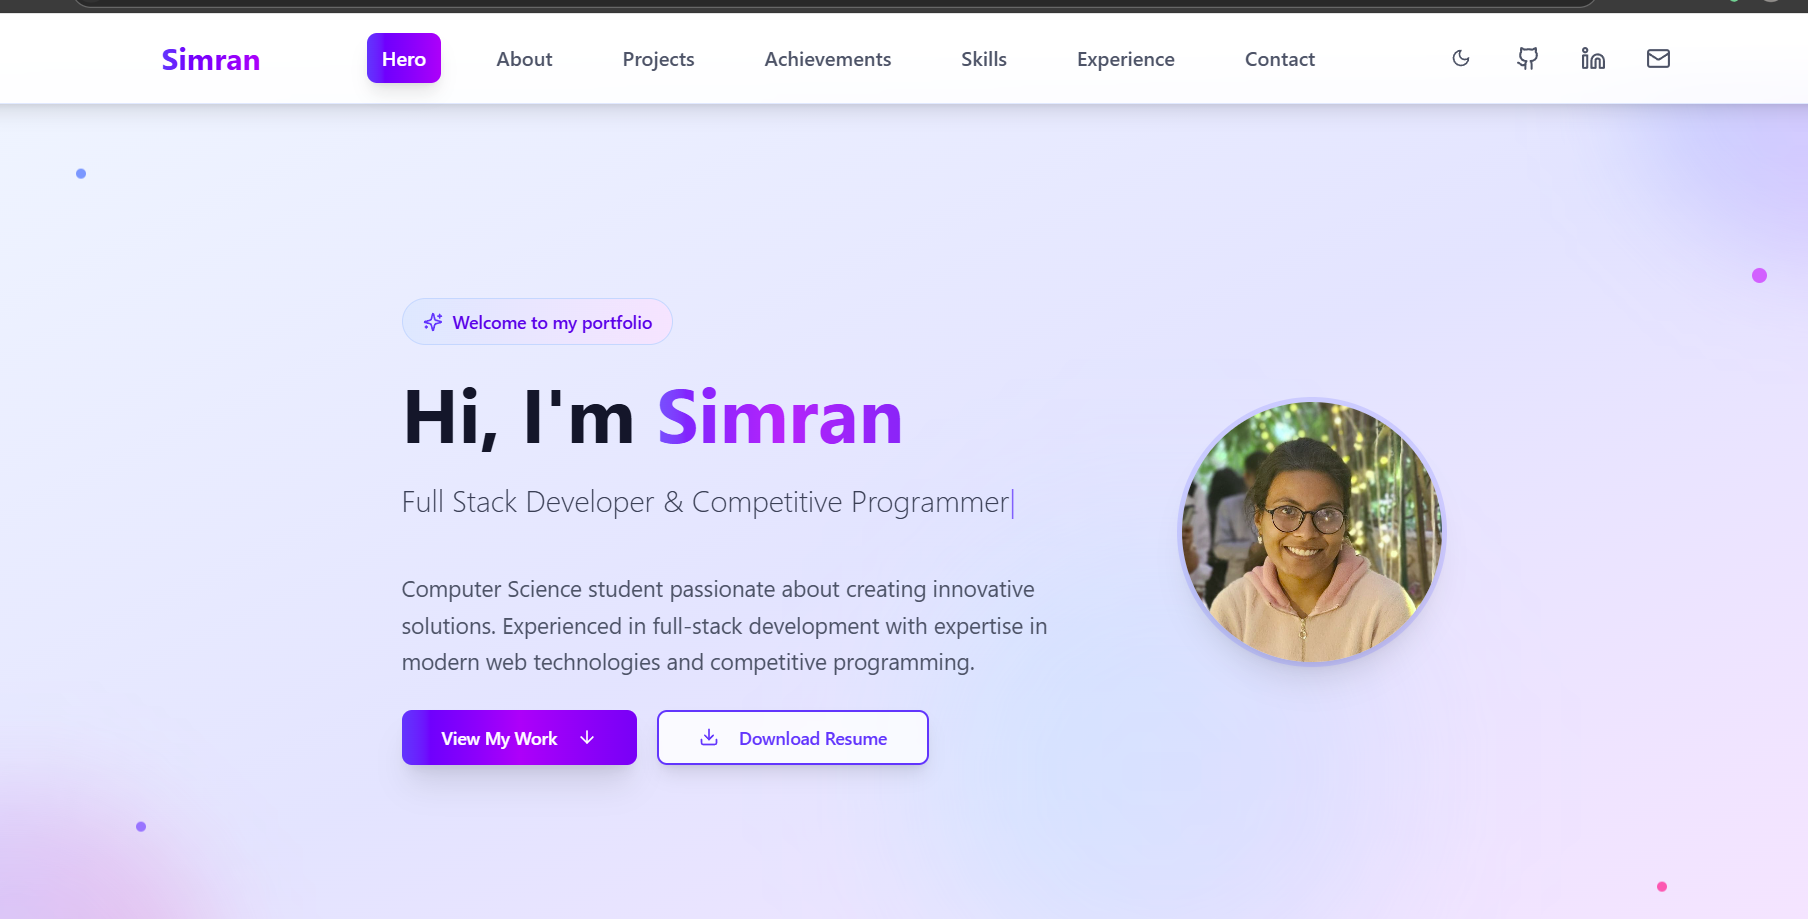 Simran
Hero
About
Projects
Achievements
Skills
Experience
Contact
Welcome to my portfolio
Hi, I'm Simran
Full Stack Developer & Competitive Programmer|
Computer Science student passionate about creating innovative
solutions. Experienced in full-stack development with expertise in
modern web technologies and competitive programming.
View My Work
Download Resume